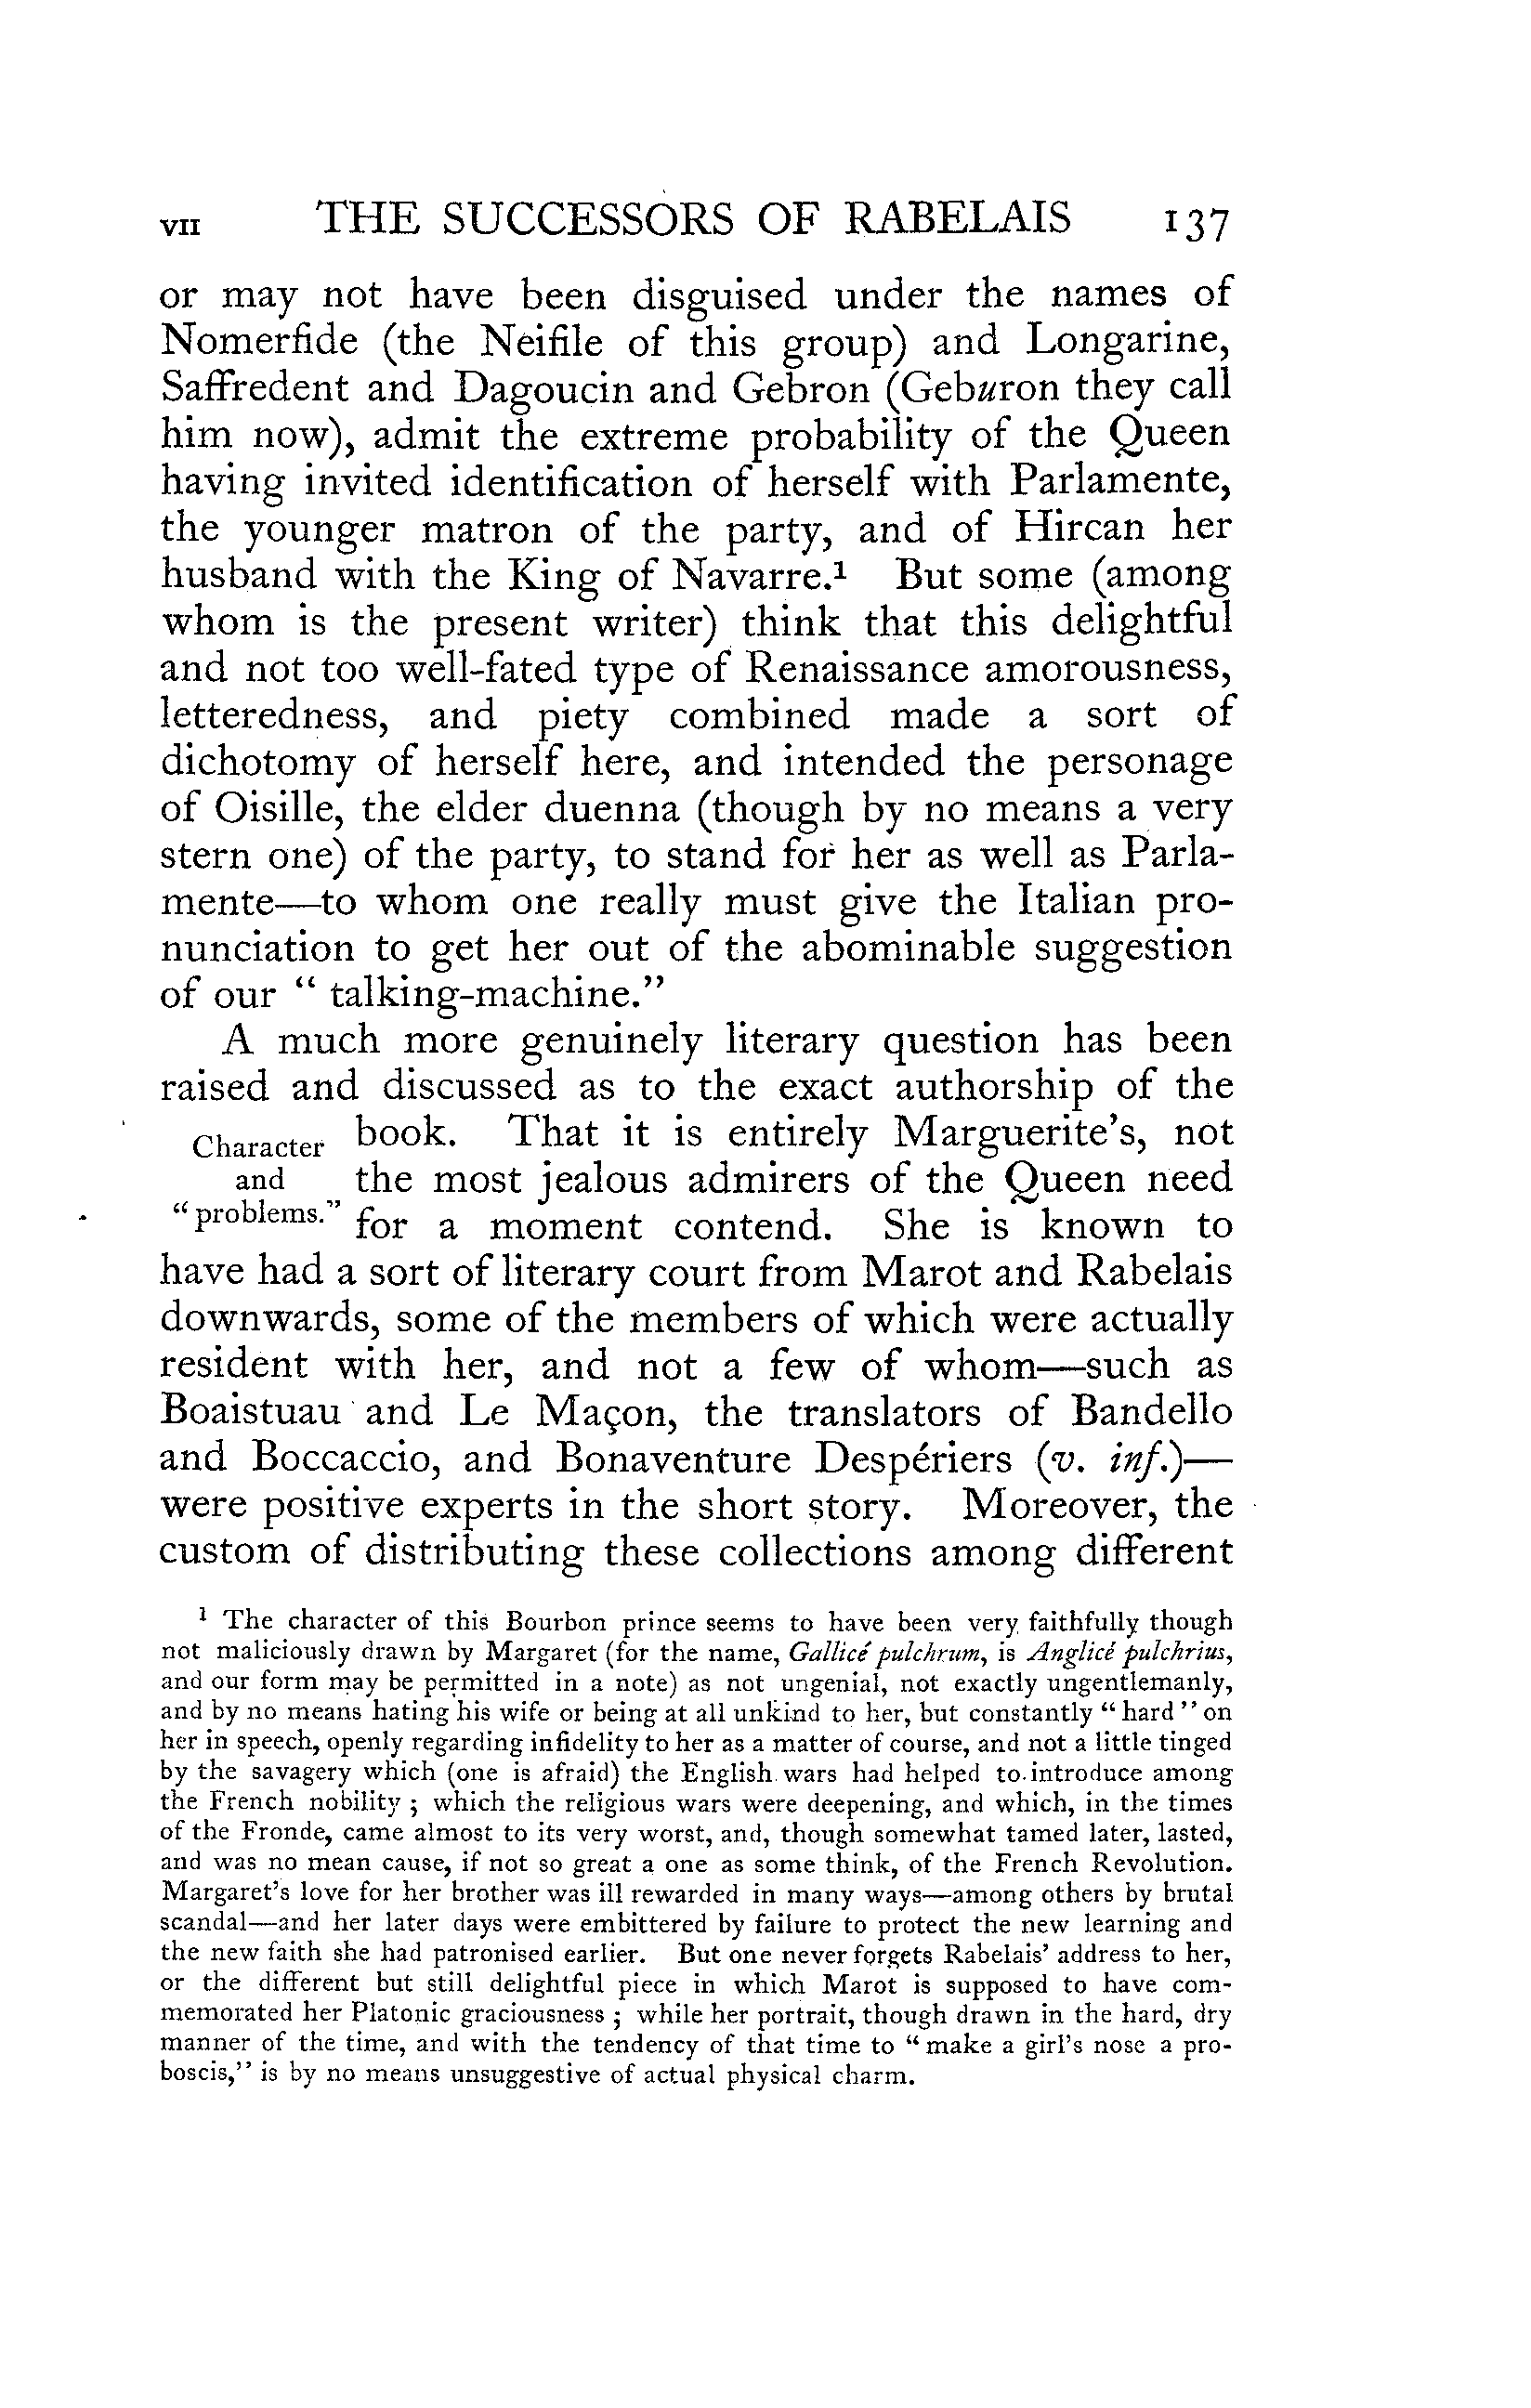 VII THE SUCCESSORS OF RABELAIS 137
or may not have been disguised under the names of
Nomerfide (the Neifile of this group) and Longarine,
Saffredent and Dagoucin and Gebron (Geburon they call
him now), admit the extreme probability of the Queen
having invited identification of herself with Parlamente,
the younger matron of the party, and of Hircan her
husband with the King of Navarre.¹ But some (among
whom is the present writer) think that this delightful
and not too well-fated type of Renaissance amorousness,
letteredness, and piety combined made a sort of
dichotomy of herself here, and intended the personage
of Oisille, the elder duenna (though by no means a very
stern one) of the party, to stand for her as well as Parla-
mente—to whom one really must give the Italian pro-
nunciation to get her out of the abominable suggestion
of our “ talking-machine.”
A much more genuinely literary question has been
raised and discussed as to the exact authorship of the
Character
and
“problems.”
book. That it is entirely Marguerite’s, not
the most jealous admirers of the Queen need
for a moment contend. She is known to
have had a sort of literary court from Marot and Rabelais
downwards, some of the members of which were actually
resident with her, and not a few of whom—such as
Boaistuau and Le Maçon, the translators of Bandello
and Boccaccio, and Bonaventure Despériers (v. inf.)—
were positive experts in the short story. Moreover, the
custom of distributing these collections among different
¹ The character of this Bourbon prince seems to have been very faithfully though
not maliciously drawn by Margaret (for the name, Gallicé pulchrum, is Anglicé pulchrius,
and our form may be permitted in a note) as not ungenial, not exactly ungentlemanly,
and by no means hating his wife or being at all unkind to her, but constantly “ hard ” on
her in speech, openly regarding infidelity to her as a matter of course, and not a little tinged
by the savagery which (one is afraid) the English wars had helped to introduce among
the French nobility ; which the religious wars were deepening, and which, in the times
of the Fronde, came almost to its very worst, and, though somewhat tamed later, lasted,
and was no mean cause, if not so great a one as some think, of the French Revolution.
Margaret’s love for her brother was ill rewarded in many ways—among others by brutal
scandal—and her later days were embittered by failure to protect the new learning and
the new faith she had patronised earlier. But one never forgets Rabelais’ address to her,
or the different but still delightful piece in which Marot is supposed to have com-
memorated her Platonic graciousness ; while her portrait, though drawn in the hard, dry
manner of the time, and with the tendency of that time to “ make a girl’s nose a pro-
boscis,” is by no means unsuggestive of actual physical charm.